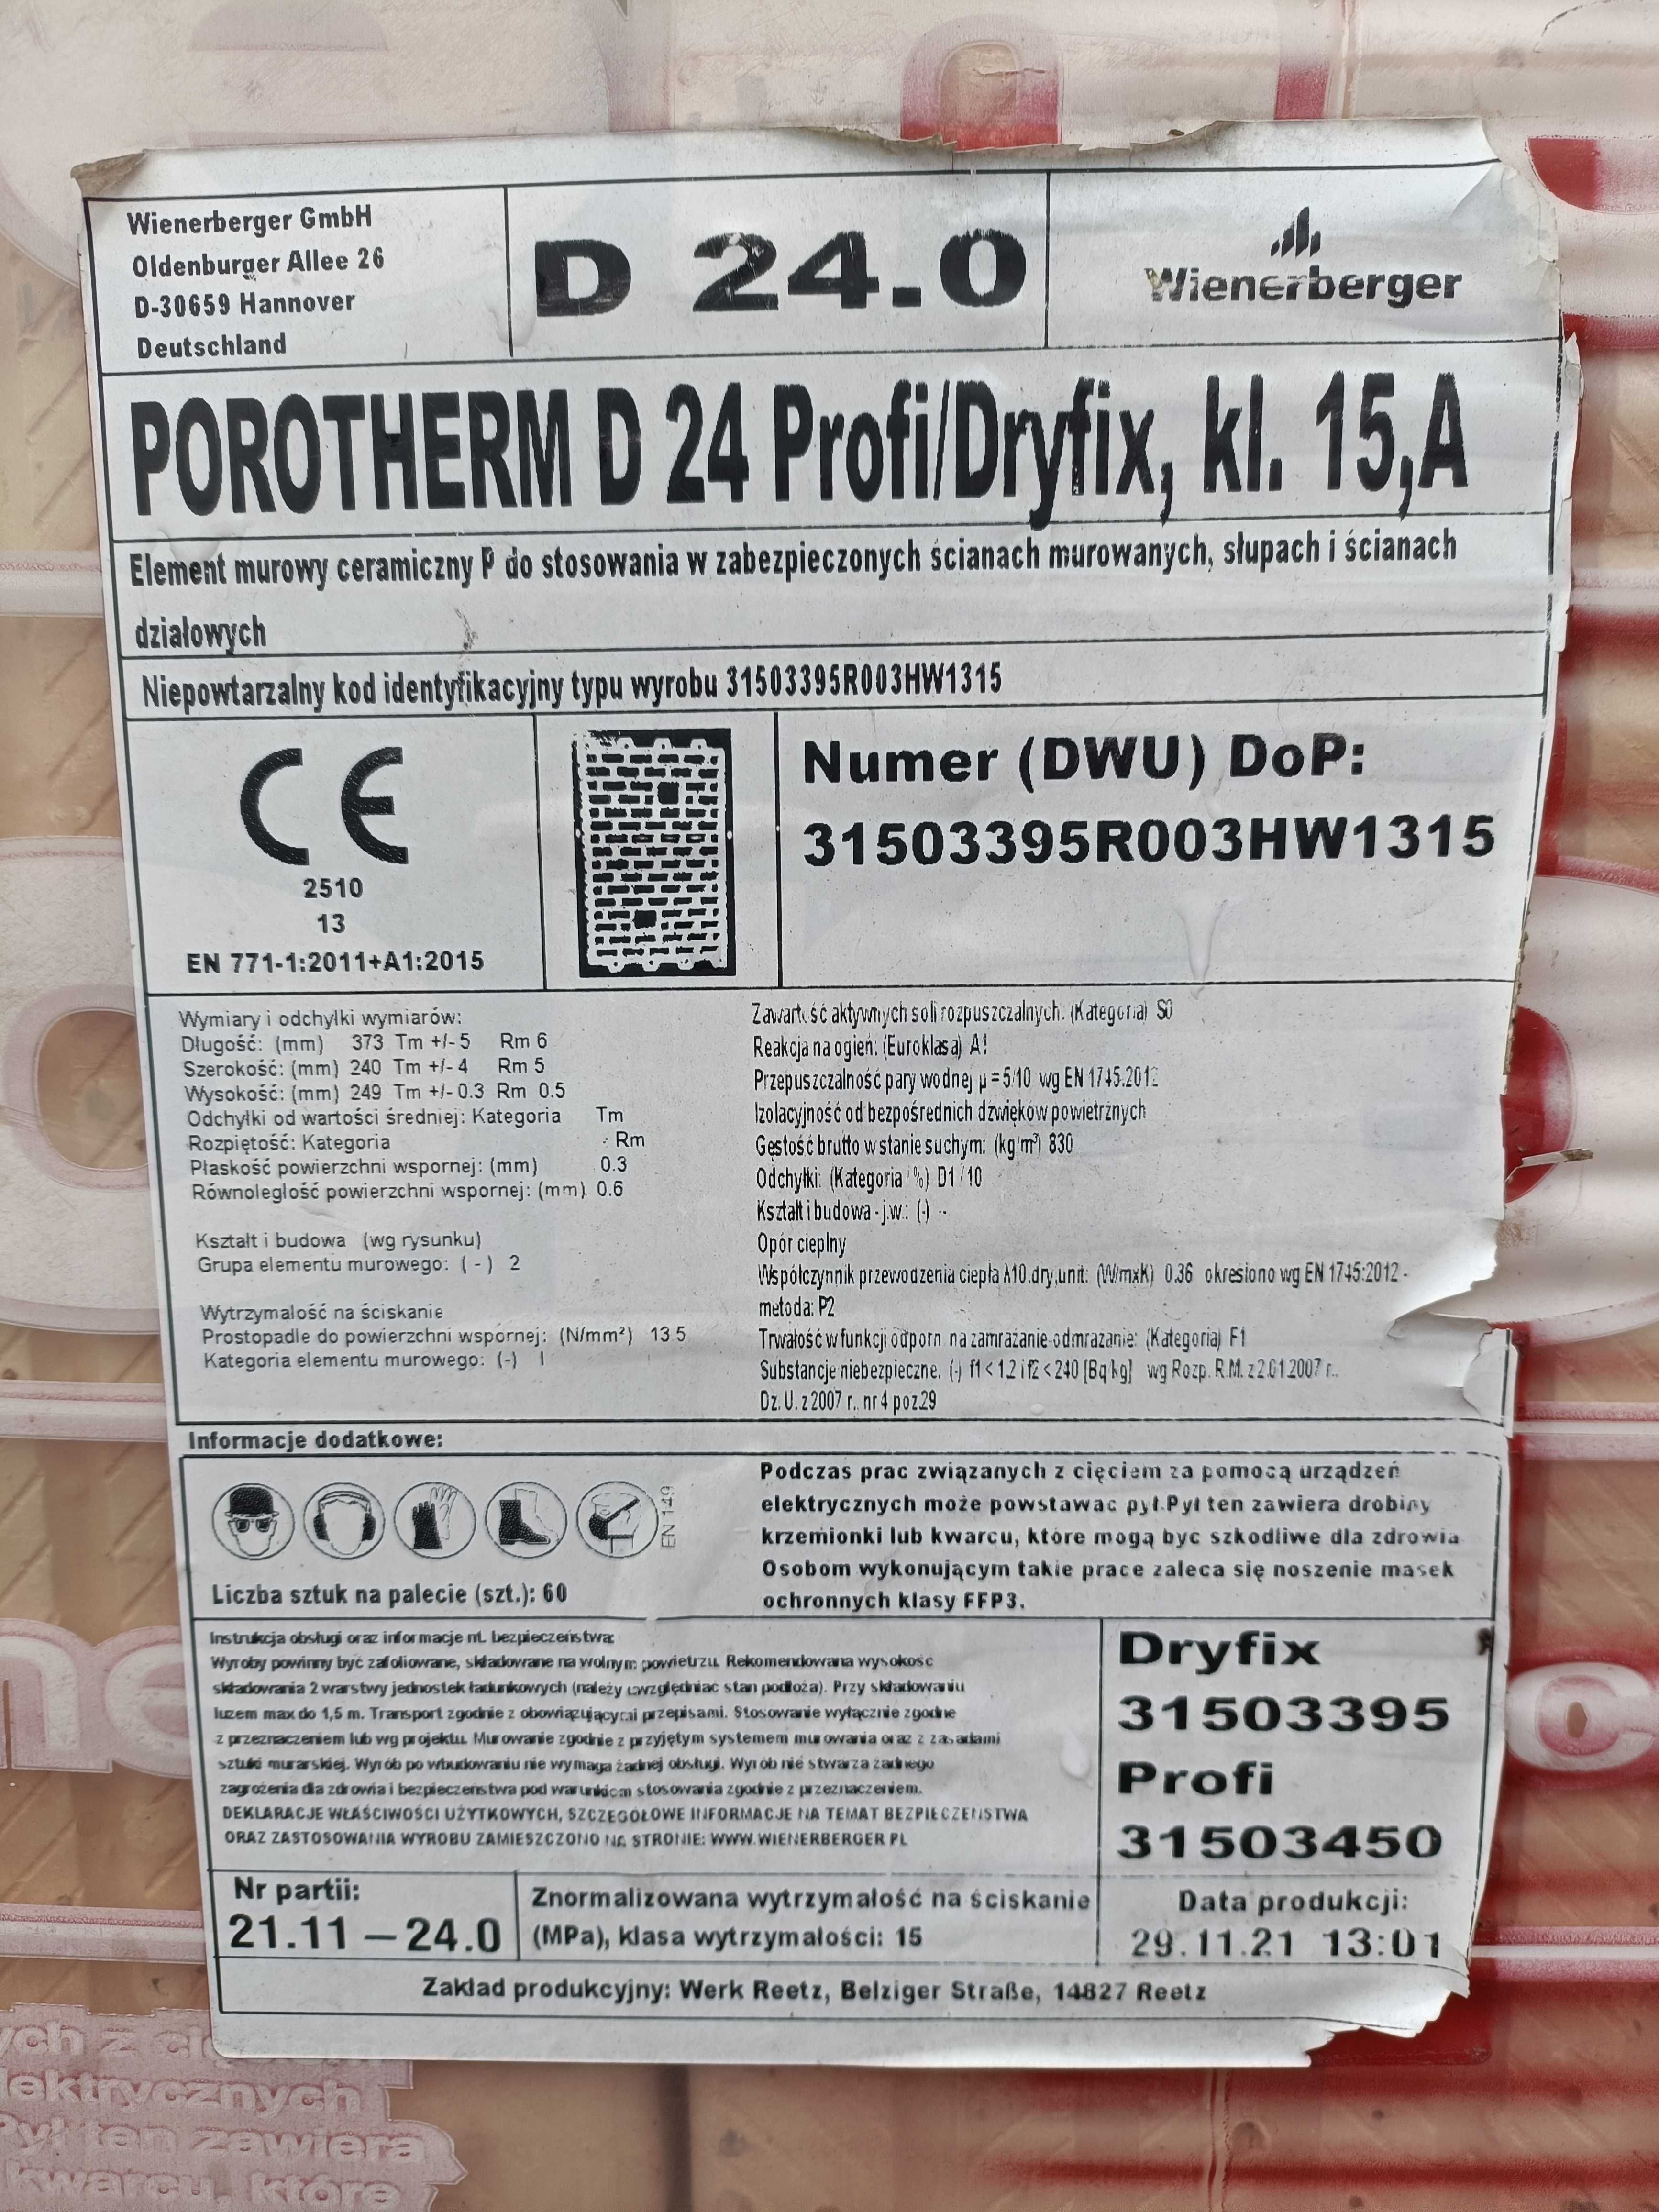 Wienerberger GmbH
Oldenburger Allee 26
D-30659 Hannover
Deutschland
D 24.0
Wienerberger
POROTHERM D 24 Profi/Dryfix, kl. 15,A
Element murowy ceramiczny P do stosowania w zabezpieczonych ścianach murowanych, słupach i ścianach
działowych
Niepowtarzalny kod identyfikacyjny typu wyrobu 31503395R003HW1315
CE
2510
13
EN 771-1:2011+A1:2015
Numer (DWU) DoP:
31503395R003HW1315
Wymiary i odchyłki wymiarów:
Długość: (mm) 373 Tm +/- 5 Rm 6
Szerokość: (mm) 240 Tm +/- 4 Rm 5
Wysokość: (mm) 249 Tm +/- 0.3 Rm 0.5
Odchyłki od wartości średniej: Kategoria Tm
Rozpiętość: Kategoria Rm
Płaskość powierzchni wspornej: (mm) 0.3
Równoległość powierzchni wspornej: (mm) 0.6
Kształt i budowa (wg rysunku)
Grupa elementu murowego: ( - ) 2
Wytrzymałość na ściskanie
Prostopadle do powierzchni wspornej: (N/mm²) 13 5
Kategoria elementu murowego: (-) I
Zawartość aktywnych soli rozpuszczalnych: (Kategoria) S0
Reakcja na ogień: (Euroklasa) A1
Przepuszczalność pary wodnej μ = 5/10 wg EN 1745:2012
Izolacyjność od bezpośrednich dźwięków powietrznych
Gęstość brutto w stanie suchym: (kg/m³) 830
Odchyłki: (Kategoria / %) D1 / 10
Kształt i budowa - j.w.: (-) --
Opór cieplny
Współczynnik przewodzenia ciepła λ10.dry,unit: (W/mxK) 0.36 określono wg EN 1745:2012 -
metoda: P2
Trwałość w funkcji odporn. na zamrażanie-odmrażanie: (Kategoria) F1
Substancje niebezpieczne. (-) f1 < 1,2 i f2 < 240 [Bq/kg] wg Rozp. R.M. z 2.01.2007 r..
Dz. U. z 2007 r.. nr 4 poz.29
Informacje dodatkowe:
EN 149
Liczba sztuk na palecie (szt.): 60
Podczas prac związanych z cięciem za pomocą urządzeń
elektrycznych może powstawac pył.Pył ten zawiera drobiny
krzemionki lub kwarcu, które mogą byc szkodliwe dla zdrowia
Osobom wykonującym takie prace zaleca się noszenie masek
ochronnych klasy FFP3.
Instrukcja obsługi oraz informacje nt. bezpieczeństwa:
Wyroby powinny być zafoliowane, składowane na wolnym powietrzu. Rekomendowana wysokość
składowania 2 warstwy jednostek ładunkowych (należy uwzględniać stan podłoża). Przy składowaniu
luzem max do 1,5 m. Transport zgodnie z obowiązującymi przepisami. Stosowanie wyłącznie zgodne
z przeznaczeniem lub wg projektu. Murowanie zgodnie z przyjętym systemem murowania oraz z zasadami
sztuki murarskiej. Wyrób po wbudowaniu nie wymaga żadnej obsługi. Wyrób nie stwarza żadnego
zagrożenia dla zdrowia i bezpieczeństwa pod warunkiem stosowania zgodnie z przeznaczeniem.
DEKLARACJE WŁAŚCIWOŚCI UŻYTKOWYCH, SZCZEGÓŁOWE INFORMACJE NA TEMAT BEZPIECZEŃSTWA
ORAZ ZASTOSOWANIA WYROBU ZAMIESZCZONO NA STRONIE: WWW.WIENERBERGER.PL
Dryfix
31503395
Profi
31503450
Nr partii:
21.11 – 24.0
Znormalizowana wytrzymałość na ściskanie
(MPa), klasa wytrzymałości: 15
Data produkcji:
29.11.21 13:01
Zakład produkcyjny: Werk Reetz, Belziger Straße, 14827 Reetz
ych z
lektrycznych
Pył ten zawiera
kwarcu, które